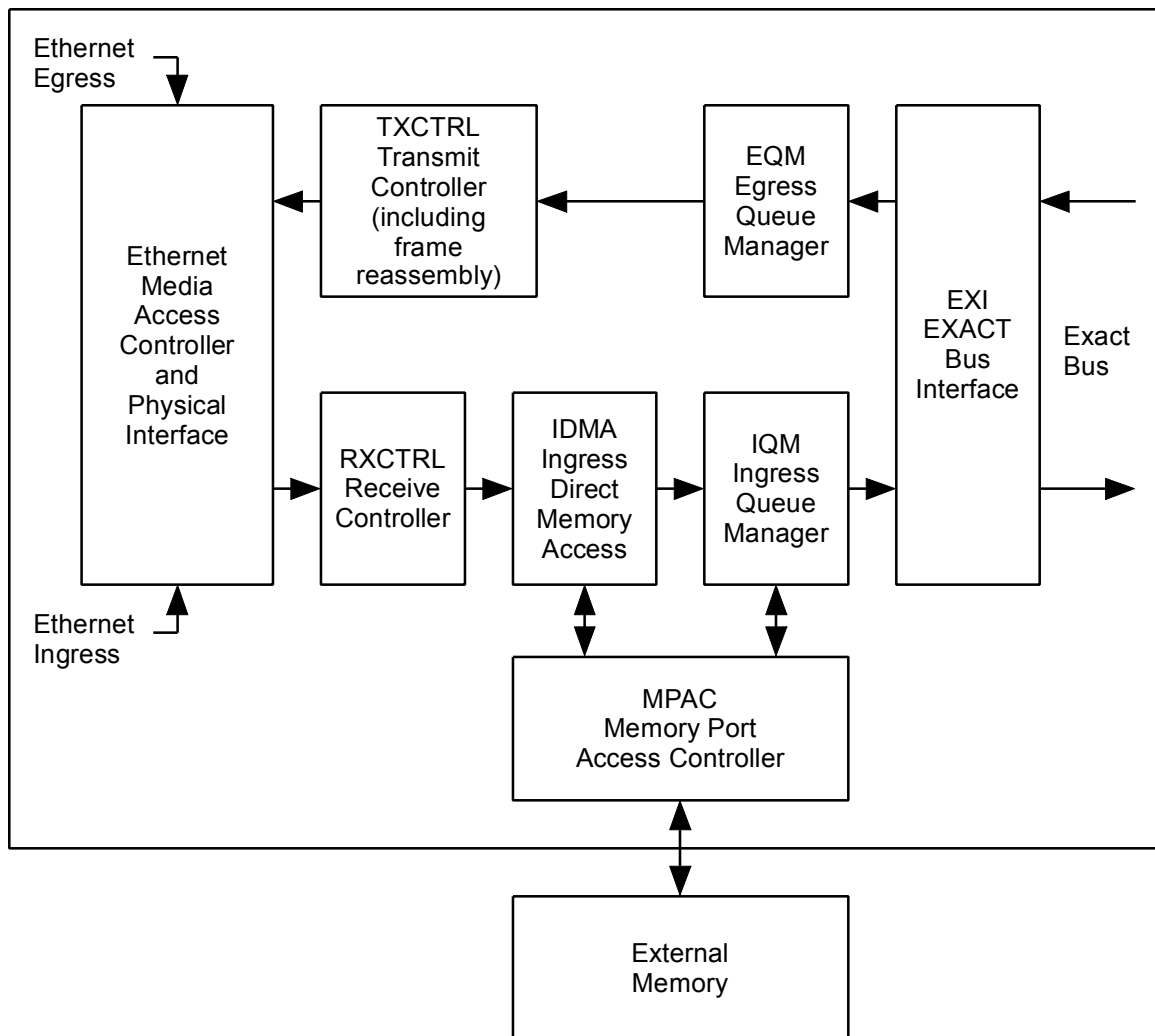 Ethernet
Egress
TXCTRL
Transmit
Controller
(including
frame
reassembly)
EQM
Egress
Queue
Manager
Ethernet
Media
Access
Controller
and
Physical
Interface
EXI
EXACT
Bus
Interface
Exact
Bus
RXCTRL
Receive
Controller
IDMA
Ingress
Direct
Memory
Access
IQM
Ingress
Queue
Manager
Ethernet
Ingress
MPAC
Memory Port
Access Controller
External
Memory